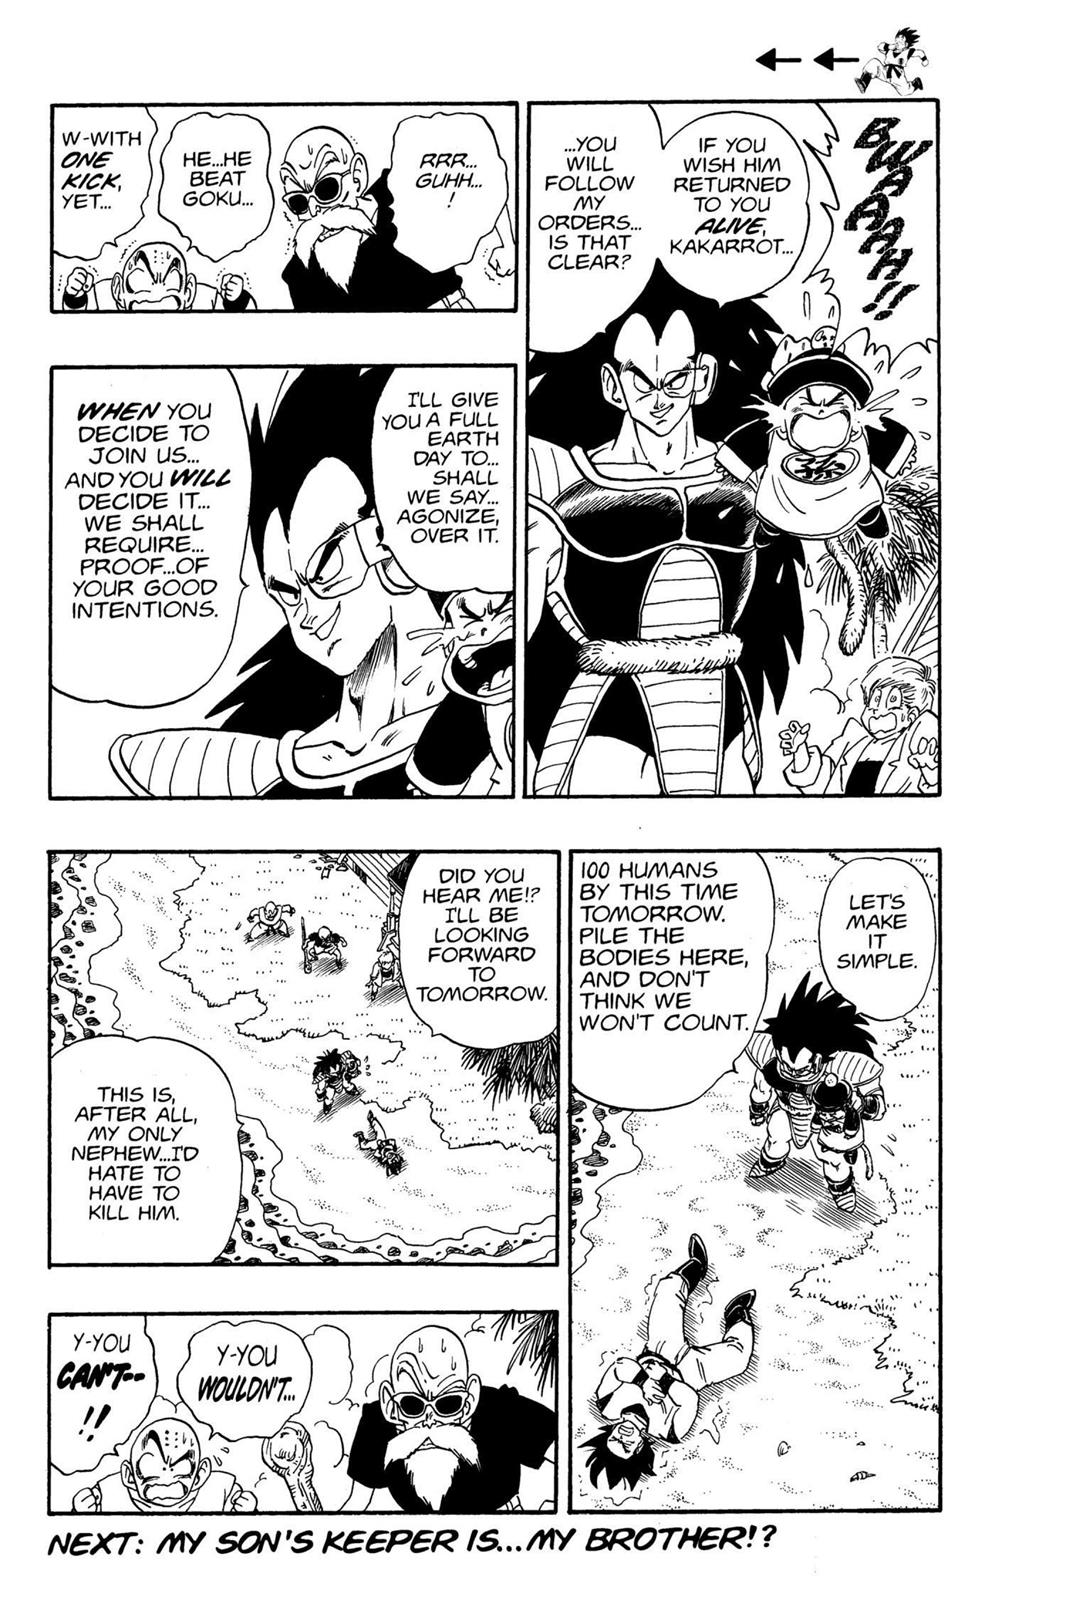 BWAAAH!!
IF YOU
WISH HIM
RETURNED
TO YOU
ALIVE,
KAKARROT...
...YOU
WILL
FOLLOW
MY
ORDERS...
IS THAT
CLEAR?
RRR...
GUHH...
!
HE...HE
BEAT
GOKU...
W-WITH
ONE
KICK,
YET...
I'LL GIVE
YOU A FULL
EARTH
DAY TO...
SHALL
WE SAY...
AGONIZE,
OVER IT.
WHEN YOU
DECIDE TO
JOIN US...
AND YOU WILL
DECIDE IT...
WE SHALL
REQUIRE...
PROOF...OF
YOUR GOOD
INTENTIONS.
LET'S
MAKE
IT
SIMPLE.
100 HUMANS
BY THIS TIME
TOMORROW.
PILE THE
BODIES HERE,
AND DON'T
THINK WE
WON'T COUNT.
DID YOU
HEAR ME!?
I'LL BE
LOOKING
FORWARD
TO
TOMORROW.
THIS IS,
AFTER ALL,
MY ONLY
NEPHEW...I'D
HATE TO
HAVE TO
KILL HIM.
Y-YOU
WOULDN'T...
Y-YOU
CAN'T--
!!
NEXT: MY SON'S KEEPER IS...MY BROTHER!?